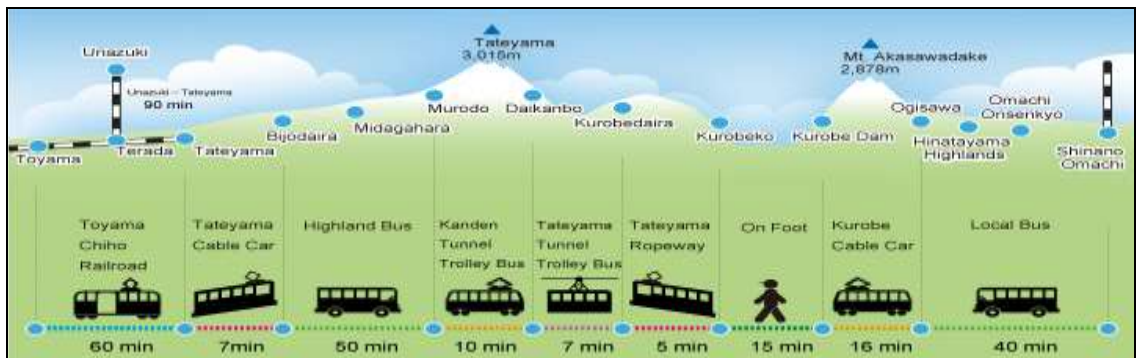 Unazuki
Unazuki - Tateyama
90 min
Tateyama
3,015m
Mt. Akasawadake
2,878m
Toyama
Terada
Tateyama
Bijodaira
Midagahara
Murodo
Daikanbo
Kurobedaira
Kurobeko
Kurobe Dam
Ogisawa
Hinatayama
Highlands
Omachi
Onsenkyo
Shinano
Omachi
Toyama
Chiho
Railroad
Tateyama
Cable Car
Highland Bus
Kanden
Tunnel
Trolley Bus
Tateyama
Tunnel
Trolley Bus
Tateyama
Ropeway
On Foot
Kurobe
Cable Car
Local Bus
60 min
7min
50 min
10 min
7 min
5 min
15 min
16 min
40 min